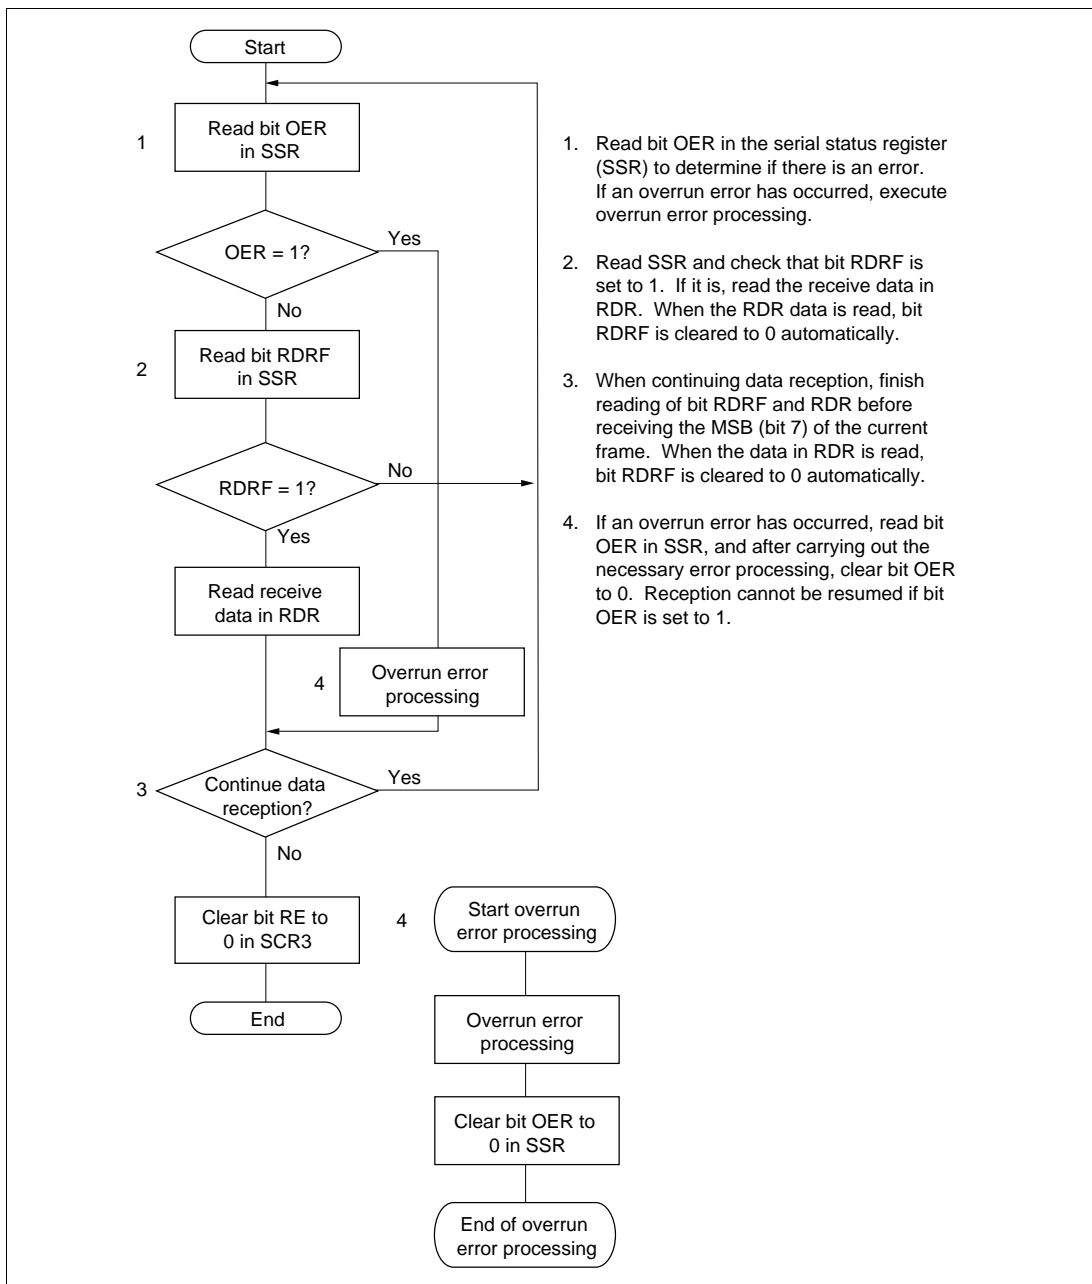 Start
1
Read bit OER
in SSR
OER = 1?
Yes
No
2
Read bit RDRF
in SSR
RDRF = 1?
No
Yes
Read receive
data in RDR
4
Overrun error
processing
3
Continue data
reception?
Yes
No
Clear bit RE to
0 in SCR3
End
4
Start overrun
error processing
Overrun error
processing
Clear bit OER to
0 in SSR
End of overrun
error processing
1. Read bit OER in the serial status register
(SSR) to determine if there is an error.
If an overrun error has occurred, execute
overrun error processing.
2. Read SSR and check that bit RDRF is
set to 1. If it is, read the receive data in
RDR. When the RDR data is read, bit
RDRF is cleared to 0 automatically.
3. When continuing data reception, finish
reading of bit RDRF and RDR before
receiving the MSB (bit 7) of the current
frame. When the data in RDR is read,
bit RDRF is cleared to 0 automatically.
4. If an overrun error has occurred, read bit
OER in SSR, and after carrying out the
necessary error processing, clear bit OER
to 0. Reception cannot be resumed if bit
OER is set to 1.